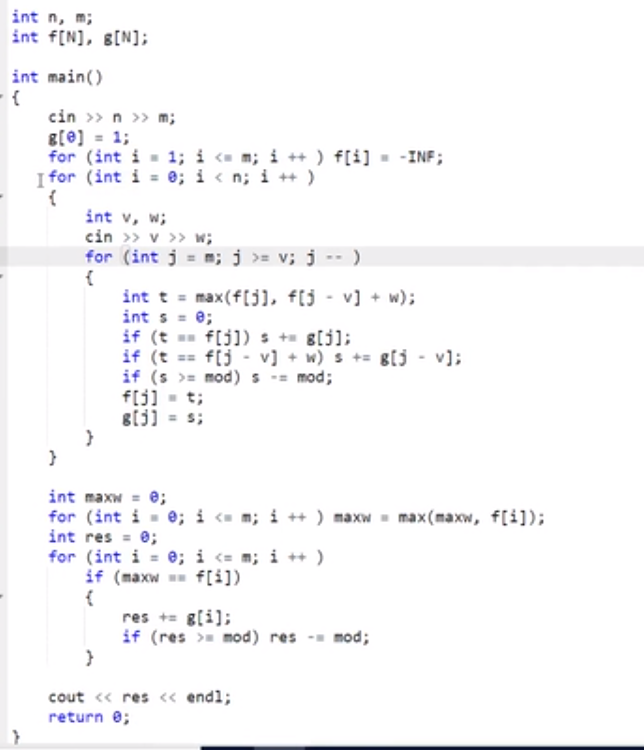 int n, m;
int f[N], g[N];
int main()
{
cin >> n >> m;
g[0] = 1;
for (int i = 1; i <= m; i ++ ) f[i] = -INF;
for (int i = 0; i < n; i ++ )
{
int v, w;
cin >> v >> w;
for (int j = m; j >= v; j -- )
{
int t = max(f[j], f[j - v] + w);
int s = 0;
if (t == f[j]) s += g[j];
if (t == f[j - v] + w) s += g[j - v];
if (s >= mod) s -= mod;
f[j] = t;
g[j] = s;
}
}
int maxw = 0;
for (int i = 0; i <= m; i ++ ) maxw = max(maxw, f[i]);
int res = 0;
for (int i = 0; i <= m; i ++ )
if (maxw == f[i])
{
res += g[i];
if (res >= mod) res -= mod;
}
cout << res << endl;
return 0;
}